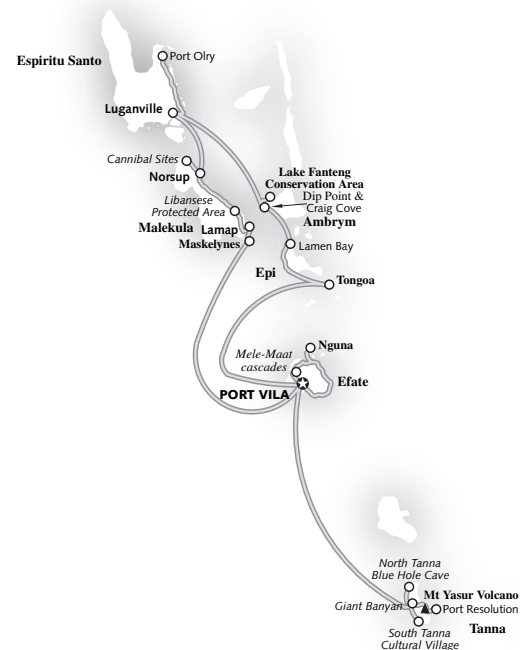 Espiritu Santo
Port Olry
Luganville
Cannibal Sites
Norsup
Lake Fanteng
Conservation Area
Dip Point &
Craig Cove
Ambrym
Libansese
Protected Area
Malekula
Lamap
Maskelynes
Lamen Bay
Epi
Tongoa
Nguna
Mele-Maat
cascades
Efate
PORT VILA
North Tanna
Blue Hole Cave
Mt Yasur Volcano
Giant Banyan
Port Resolution
South Tanna
Cultural Village
Tanna